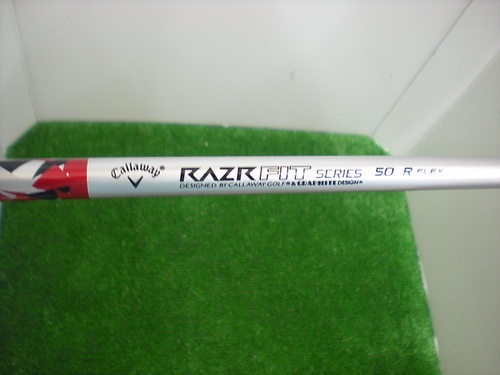 Callaway® RAZR FIT SERIES 50 R-FLEX
DESIGNED BY CALLAWAY GOLF® & GRAPHITE DESIGN®